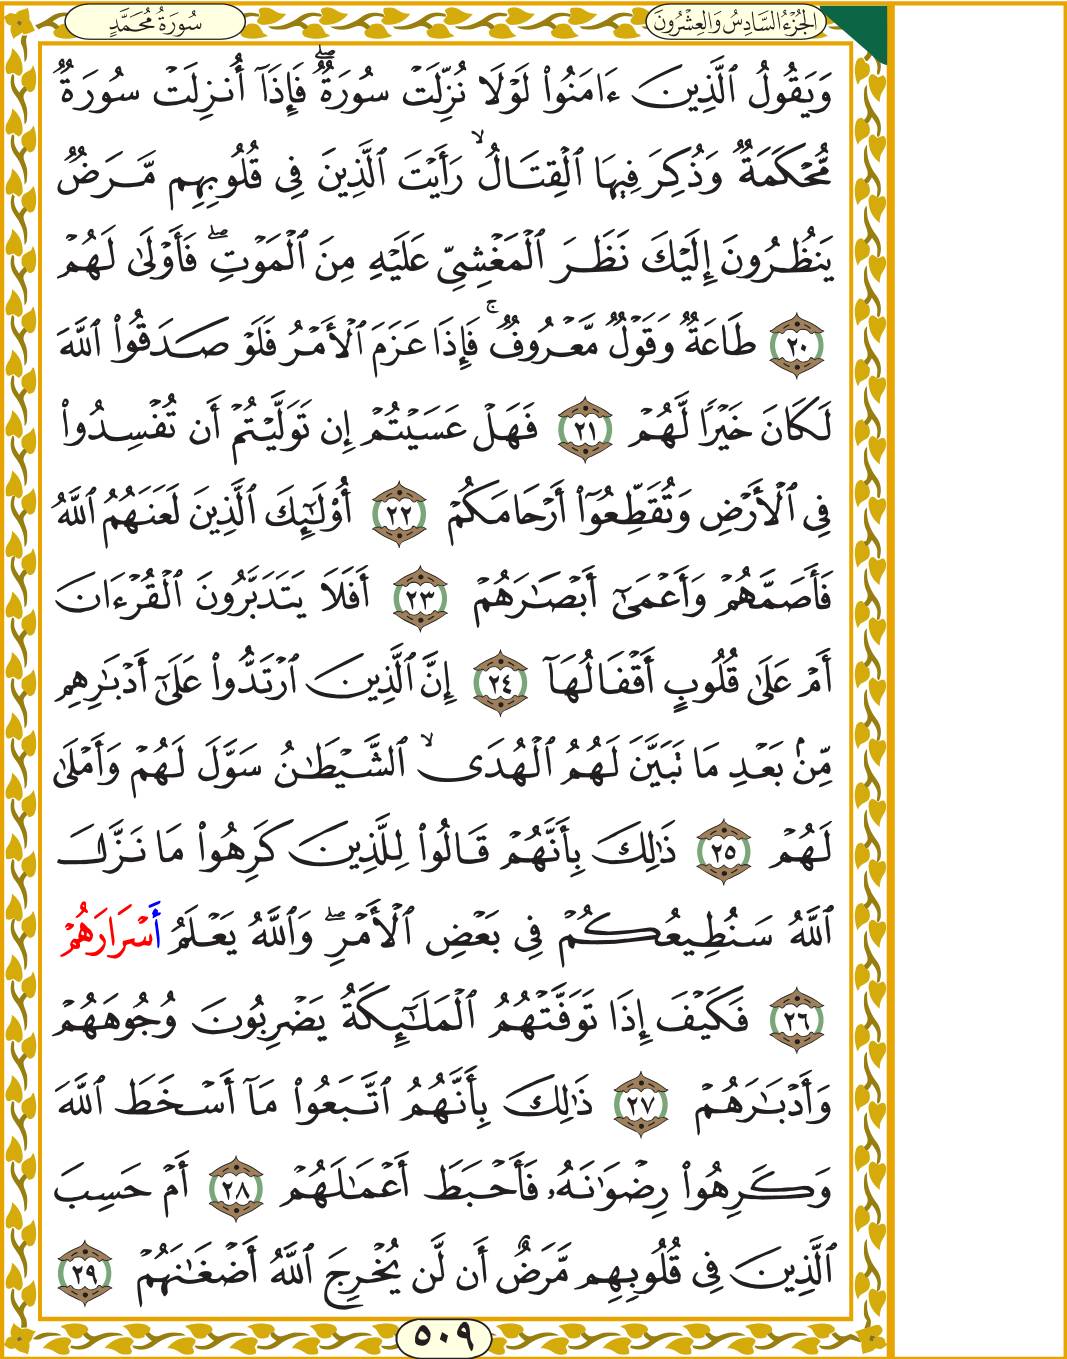 الجُزْءُ السَّادِسُ وَالعِشْرُونَ
سُورَةُ مُحَمَّدٍ
وَيَقُولُ ٱلَّذِينَ ءَامَنُوا۟ لَوْلَا نُزِّلَتْ سُورَةٌۖ فَإِذَآ أُنزِلَتْ سُورَةٌ
مُّحْكَمَةٌ وَذُكِرَ فِيهَا ٱلْقِتَالُۙ رَأَيْتَ ٱلَّذِينَ فِى قُلُوبِهِم مَّرَضٌ
يَنظُرُونَ إِلَيْكَ نَظَرَ ٱلْمَغْشِىِّ عَلَيْهِ مِنَ ٱلْمَوْتِۖ فَأَوْلَىٰ لَهُمْ
٢٠ طَاعَةٌ وَقَوْلٌ مَّعْرُوفٌۚ فَإِذَا عَزَمَ ٱلْأَمْرُ فَلَوْ صَدَقُوا۟ ٱللَّهَ
لَكَانَ خَيْرًا لَّهُمْ ٢١ فَهَلْ عَسَيْتُمْ إِن تَوَلَّيْتُمْ أَن تُفْسِدُوا۟
فِى ٱلْأَرْضِ وَتُقَطِّعُوٓا۟ أَرْحَامَكُمْ ٢٢ أُو۟لَٰٓئِكَ ٱلَّذِينَ لَعَنَهُمُ ٱللَّهُ
فَأَصَمَّهُمْ وَأَعْمَىٰٓ أَبْصَٰرَهُمْ ٢٣ أَفَلَا يَتَدَبَّرُونَ ٱلْقُرْءَانَ
أَمْ عَلَىٰ قُلُوبٍ أَقْفَالُهَآ ٢٤ إِنَّ ٱلَّذِينَ ٱرْتَدُّوا۟ عَلَىٰٓ أَدْبَٰرِهِم
مِّنۢ بَعْدِ مَا تَبَيَّنَ لَهُمُ ٱلْهُدَىۙ ٱلشَّيْطَٰنُ سَوَّلَ لَهُمْ وَأَمْلَىٰ
لَهُمْ ٢٥ ذَٰلِكَ بِأَنَّهُمْ قَالُوا۟ لِلَّذِينَ كَرِهُوا۟ مَا نَزَّلَ
ٱللَّهُ سَنُطِيعُكُمْ فِى بَعْضِ ٱلْأَمْرِۖ وَٱللَّهُ يَعْلَمُ أَسْرَارَهُمْ
٢٦ فَكَيْفَ إِذَا تَوَفَّتْهُمُ ٱلْمَلَٰٓئِكَةُ يَضْرِبُونَ وُجُوهَهُمْ
وَأَدْبَٰرَهُمْ ٢٧ ذَٰلِكَ بِأَنَّهُمُ ٱتَّبَعُوا۟ مَآ أَسْخَطَ ٱللَّهَ
وَكَرِهُوا۟ رِضْوَٰنَهُۥ فَأَحْبَطَ أَعْمَٰلَهُمْ ٢٨ أَمْ حَسِبَ
ٱلَّذِينَ فِى قُلُوبِهِم مَّرَضٌ أَن لَّن يُخْرِجَ ٱللَّهُ أَضْغَٰنَهُمْ ٢٩
٥٠٩